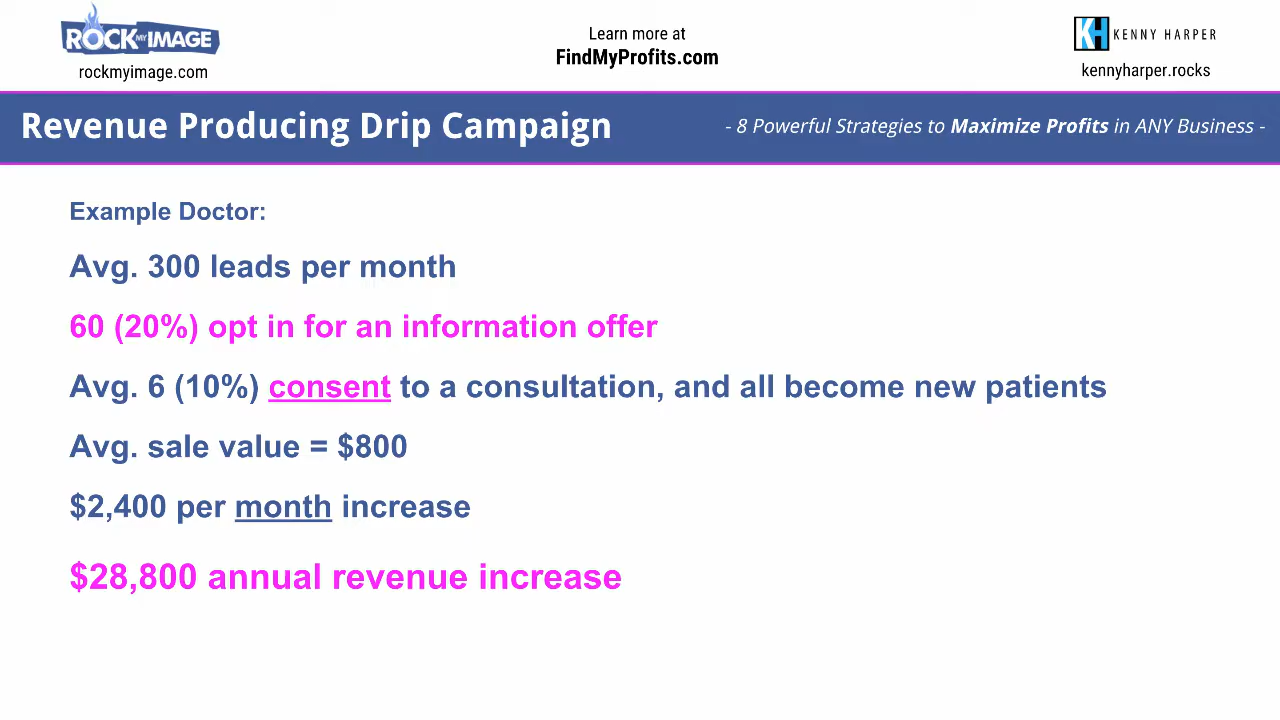 ROCK MY IMAGE
rockmyimage.com
Learn more at
FindMyProfits.com
KH KENNY HARPER
kennyharper.rocks
Revenue Producing Drip Campaign
- 8 Powerful Strategies to Maximize Profits in ANY Business -
Example Doctor:
Avg. 300 leads per month
60 (20%) opt in for an information offer
Avg. 6 (10%) consent to a consultation, and all become new patients
Avg. sale value = $800
$2,400 per month increase
$28,800 annual revenue increase